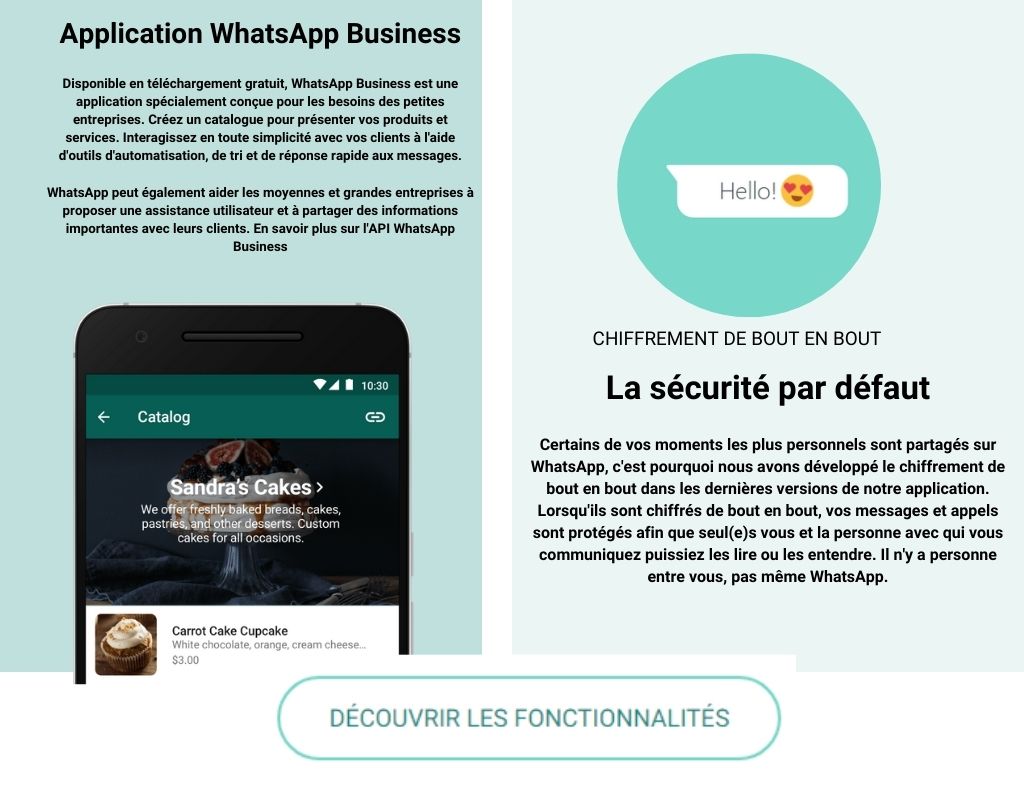 Application WhatsApp Business
Disponible en téléchargement gratuit, WhatsApp Business est une
application spécialement conçue pour les besoins des petites
entreprises. Créez un catalogue pour présenter vos produits et
services. Interagissez en toute simplicité avec vos clients à l'aide
d'outils d'automatisation, de tri et de réponse rapide aux messages.
WhatsApp peut également aider les moyennes et grandes entreprises à
proposer une assistance utilisateur et à partager des informations
importantes avec leurs clients. En savoir plus sur l'API WhatsApp
Business
10:30
Catalog
Sandra's Cakes
We offer freshly baked breads, cakes,
pastries, and other desserts. Custom
cakes for all occasions.
Carrot Cake Cupcake
White chocolate, orange, cream cheese...
$3.00
Hello!
CHIFFREMENT DE BOUT EN BOUT
La sécurité par défaut
Certains de vos moments les plus personnels sont partagés sur
WhatsApp, c'est pourquoi nous avons développé le chiffrement de
bout en bout dans les dernières versions de notre application.
Lorsqu'ils sont chiffrés de bout en bout, vos messages et appels
sont protégés afin que seul(e)s vous et la personne avec qui vous
communiquez puissiez les lire ou les entendre. Il n'y a personne
entre vous, pas même WhatsApp.
DÉCOUVRIR LES FONCTIONNALITÉS